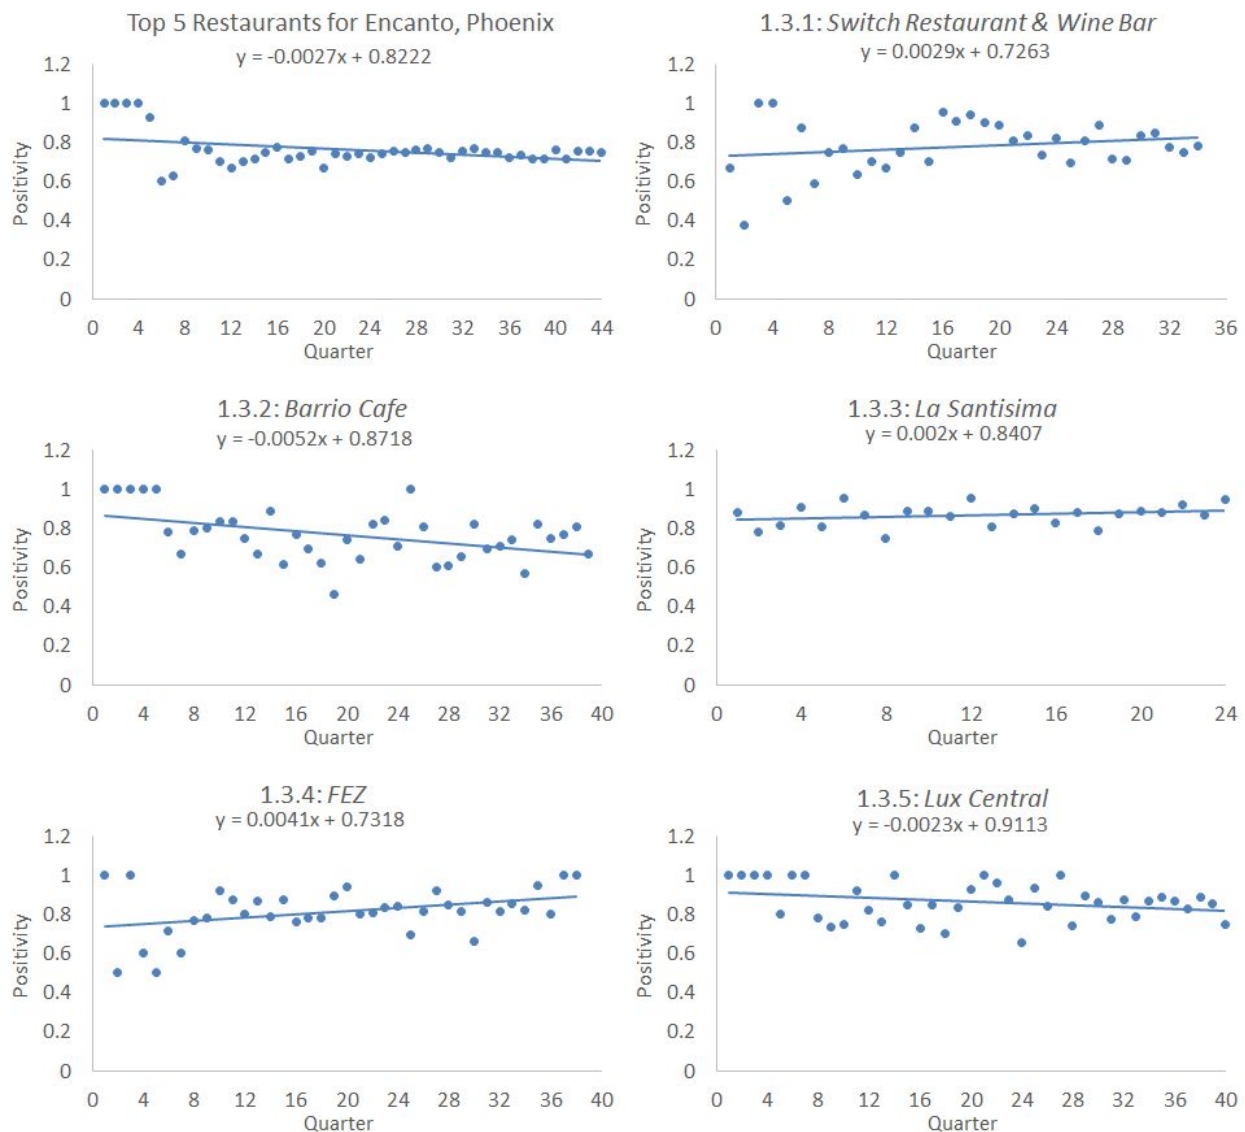 Top 5 Restaurants for Encanto, Phoenix
y = -0.0027x + 0.8222
1.2
1
0.8
0.6
0.4
0.2
0
Positivity
0 4 8 12 16 20 24 28 32 36 40 44
Quarter
1.3.1: Switch Restaurant & Wine Bar
y = 0.0029x + 0.7263
1.2
1
0.8
0.6
0.4
0.2
0
Positivity
0 4 8 12 16 20 24 28 32 36
Quarter
1.3.2: Barrio Cafe
y = -0.0052x + 0.8718
1.2
1
0.8
0.6
0.4
0.2
0
Positivity
0 4 8 12 16 20 24 28 32 36 40
Quarter
1.3.3: La Santisima
y = 0.002x + 0.8407
1.2
1
0.8
0.6
0.4
0.2
0
Positivity
0 4 8 12 16 20 24
Quarter
1.3.4: FEZ
y = 0.0041x + 0.7318
1.2
1
0.8
0.6
0.4
0.2
0
Positivity
0 4 8 12 16 20 24 28 32 36 40
Quarter
1.3.5: Lux Central
y = -0.0023x + 0.9113
1.2
1
0.8
0.6
0.4
0.2
0
Positivity
0 4 8 12 16 20 24 28 32 36 40
Quarter